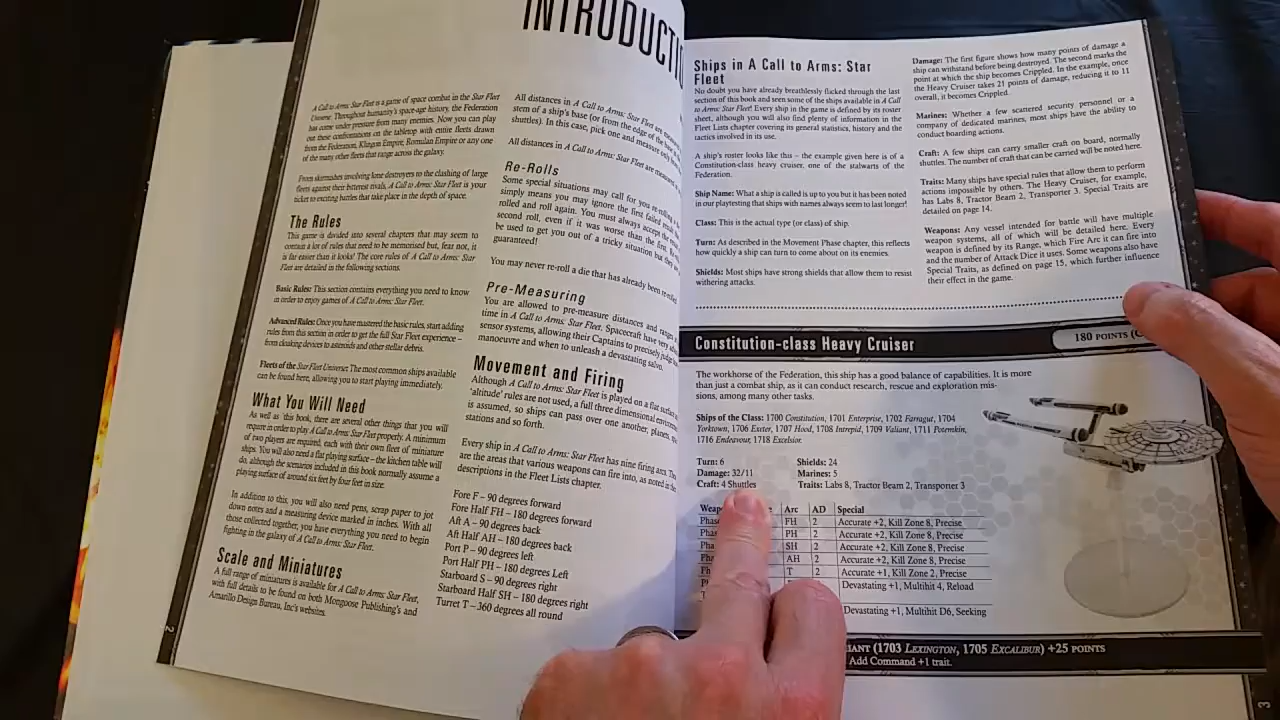 INTRODUCTI
A Call to Arms: Star Fleet is a game of space combat in the Star Fleet
Universe. Throughout humanity's space-age history, the Federation
has come under pressure from many enemies. Now you can play
out these confrontations on the tabletop with entire fleets drawn
from the Federation, Klingon Empire, Romulan Empire or any one
of the many other fleets that range across the galaxy.
From skirmishes involving lone destroyers to the clashing of large
fleets against their bitterest rivals, A Call to Arms: Star Fleet is your
ticket to exciting battles that take place in the depth of space.
The Rules
This game is divided into several chapters that may seem to
contain a lot of rules that need to be memorised but, fear not, it
is far easier than it looks! The core rules of A Call to Arms: Star
Fleet are detailed in the following sections.
Basic Rules: This section contains everything you need to know
in order to enjoy games of A Call to Arms: Star Fleet.
Advanced Rules: Once you have mastered the basic rules, start adding
rules from this section in order to get the full Star Fleet experience –
from cloaking devices to asteroids and other stellar debris.
Fleets of the Star Fleet Universe: The most common ships available
can be found here, allowing you to start playing immediately.
What You Will Need
As well as this book, there are several other things that you will
require in order to play A Call to Arms: Star Fleet properly. A minimum
of two players are required, each with their own fleet of miniature
ships. You will also need a flat playing surface – the kitchen table will
do, although the scenarios included in this book normally assume a
playing surface of around six feet by four feet in size.
In addition to this, you will also need pens, scrap paper to jot
down notes and a measuring device marked in inches. With all
those collected together, you have everything you need to begin
fighting in the galaxy of A Call to Arms: Star Fleet.
Scale and Miniatures
A full range of miniatures is available for A Call to Arms: Star Fleet,
with full details to be found on both Mongoose Publishing's and
Amarillo Design Bureau, Inc's websites.
2
All distances in A Call to Arms: Star Fleet are
stem of a ship's base (or from the edge of the
shuttles). In this case, pick one and measure only
All distances in A Call to Arms: Star Fleet are
Re-Rolls
Some special situations may call for you
simply means you may ignore the first
rolled and roll again. You must always accept the
second roll, even if it was worse than the first
be used to get you out of a tricky situation but
guaranteed!
You may never re-roll a die that has already been
Pre-Measuring
You are allowed to pre-measure distances and
time in A Call to Arms: Star Fleet. Spacecraft have
sensor systems, allowing their Captains to precisely judge
manoeuvre and when to unleash a devastating salvo.
Movement and Firing
Although A Call to Arms: Star Fleet is played on a flat
'altitude' rules are not used, a full three dimensional
is assumed, so ships can pass over one another, planets,
stations and so forth.
Every ship in A Call to Arms: Star Fleet has nine firing
are the areas that various weapons can fire into, as noted in
descriptions in the Fleet Lists chapter.
Fore F – 90 degrees forward
Fore Half FH – 180 degrees forward
Aft A – 90 degrees back
Aft Half AH – 180 degrees back
Port P – 90 degrees left
Port Half PH – 180 degrees Left
Starboard S – 90 degrees right
Starboard Half SH – 180 degrees right
Turret T – 360 degrees all round
Ships in A Call to Arms: Star
Fleet
No doubt you have already breathlessly flicked through the last
section of this book and seen some of the ships available in A Call
to Arms: Star Fleet! Every ship in the game is defined by its roster
sheet, although you will also find plenty of information in the
Fleet Lists chapter covering its general statistics, history and the
tactics involved in its use.
A ship's roster looks like this – the example given here is of a
Constitution-class heavy cruiser, one of the stalwarts of the
Federation.
Ship Name: What a ship is called is up to you but it has been noted
in our playtesting that ships with names always seem to last longer!
Class: This is the actual type (or class) of ship.
Turn: As described in the Movement Phase chapter, this reflects
how quickly a ship can turn to come about on its enemies.
Shields: Most ships have strong shields that allow them to resist
withering attacks.
Damage: The first figure shows how many points of damage a
ship can withstand before being destroyed. The second marks the
point at which the ship becomes Crippled. In the example, once
the Heavy Cruiser takes 21 points of damage, reducing it to 11
overall, it becomes Crippled.
Marines: Whether a few scattered security personnel or a
company of dedicated marines, most ships have the ability to
conduct boarding actions.
Craft: A few ships can carry smaller craft on board, normally
shuttles. The number of craft that can be carried will be noted here.
Traits: Many ships have special rules that allow them to perform
actions impossible by others. The Heavy Cruiser, for example,
has Labs 8, Tractor Beam 2, Transporter 3. Special Traits are
detailed on page 14.
Weapons: Any vessel intended for battle will have multiple
weapon systems, all of which will be detailed here. Every
weapon is defined by its Range, which Fire Arc it can fire into
and the number of Attack Dice it uses. Some weapons also have
Special Traits, as defined on page 15, which further influence
their effect in the game.
Constitution-class Heavy Cruiser
180 POINTS (C
The workhorse of the Federation, this ship has a good balance of capabilities. It is more
than just a combat ship, as it can conduct research, rescue and exploration mis-
sions, among many other tasks.
Ships of the Class: 1700 Constitution, 1701 Enterprise, 1702 Farragut, 1704
Yorktown, 1706 Exeter, 1707 Hood, 1708 Intrepid, 1709 Valiant, 1711 Potemkin,
1716 Endeavour, 1718 Excelsior.
Turn: 6 Shields: 24
Damage: 32/11 Marines: 5
Craft: 4 Shuttles Traits: Labs 8, Tractor Beam 2, Transporter 3
Weap Arc AD Special
Phas FH 2 Accurate +2, Kill Zone 8, Precise
Phas PH 2 Accurate +2, Kill Zone 8, Precise
Pha SH 2 Accurate +2, Kill Zone 8, Precise
Ph AH 2 Accurate +2, Kill Zone 8, Precise
Ph T 2 Accurate +1, Kill Zone 2, Precise
Devastating +1, Multihit 4, Reload
Devastating +1, Multihit D6, Seeking
IANT (1703 LEXINGTON, 1705 EXCALIBUR) +25 POINTS
Add Command +1 trait.
3